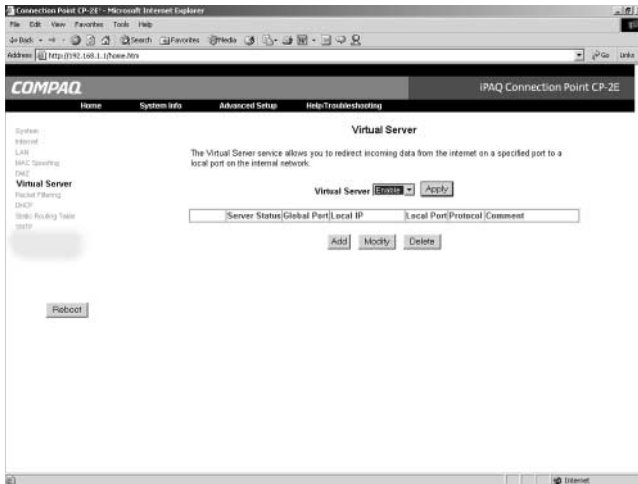 Connection Point CP-2E' - Microsoft Internet Explorer
File Edit View Favorites Tools Help
Back Search Favorites Media
Address http://192.168.1.1/home.htm Go Links
COMPAQ iPAQ Connection Point CP-2E
Home System Info Advanced Setup Help/Troubleshooting
System
Internet
LAN
MAC Spoofing
DMZ
Virtual Server
Packet Filtering
DHCP
Static Routing Table
SNTP
Virtual Server
The Virtual Server service allows you to redirect incoming data from the internet on a specified port to a
local port on the internal network.
Virtual Server Enable Apply
Server Status Global Port Local IP Local Port Protocol Comment
Add Modify Delete
Reboot
Internet